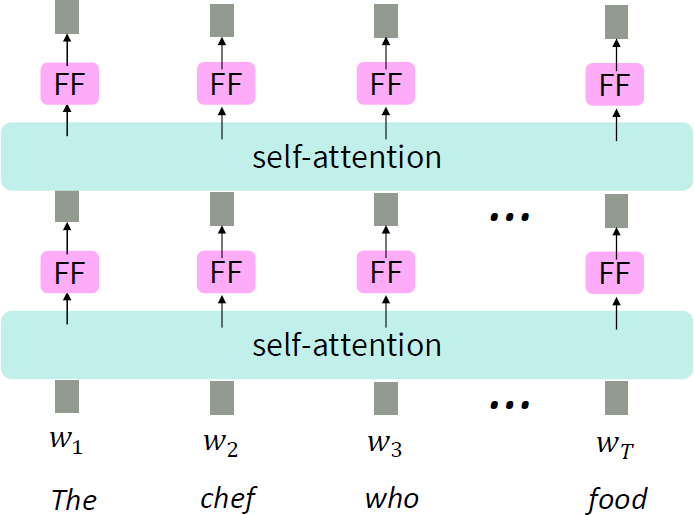 FF FF FF FF
self-attention
...
FF FF FF FF
self-attention
...
w₁ w₂ w₃ w_T
The chef who food